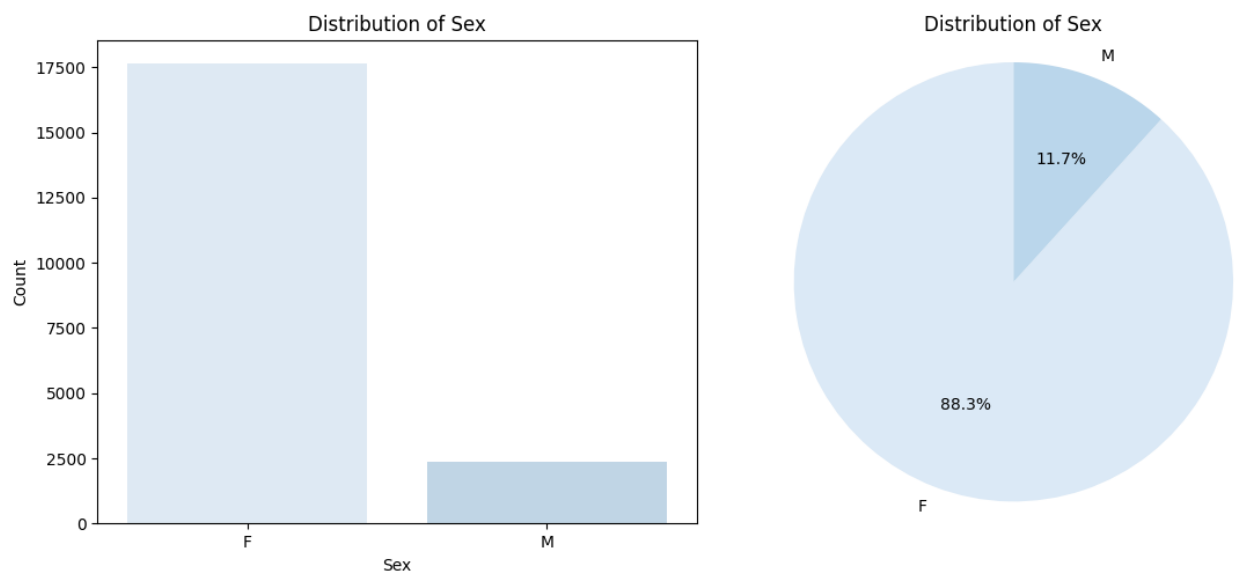 Distribution of Sex
17500
15000
12500
10000
7500
5000
2500
0
Count
F
M
Sex
Distribution of Sex
M
11.7%
88.3%
F